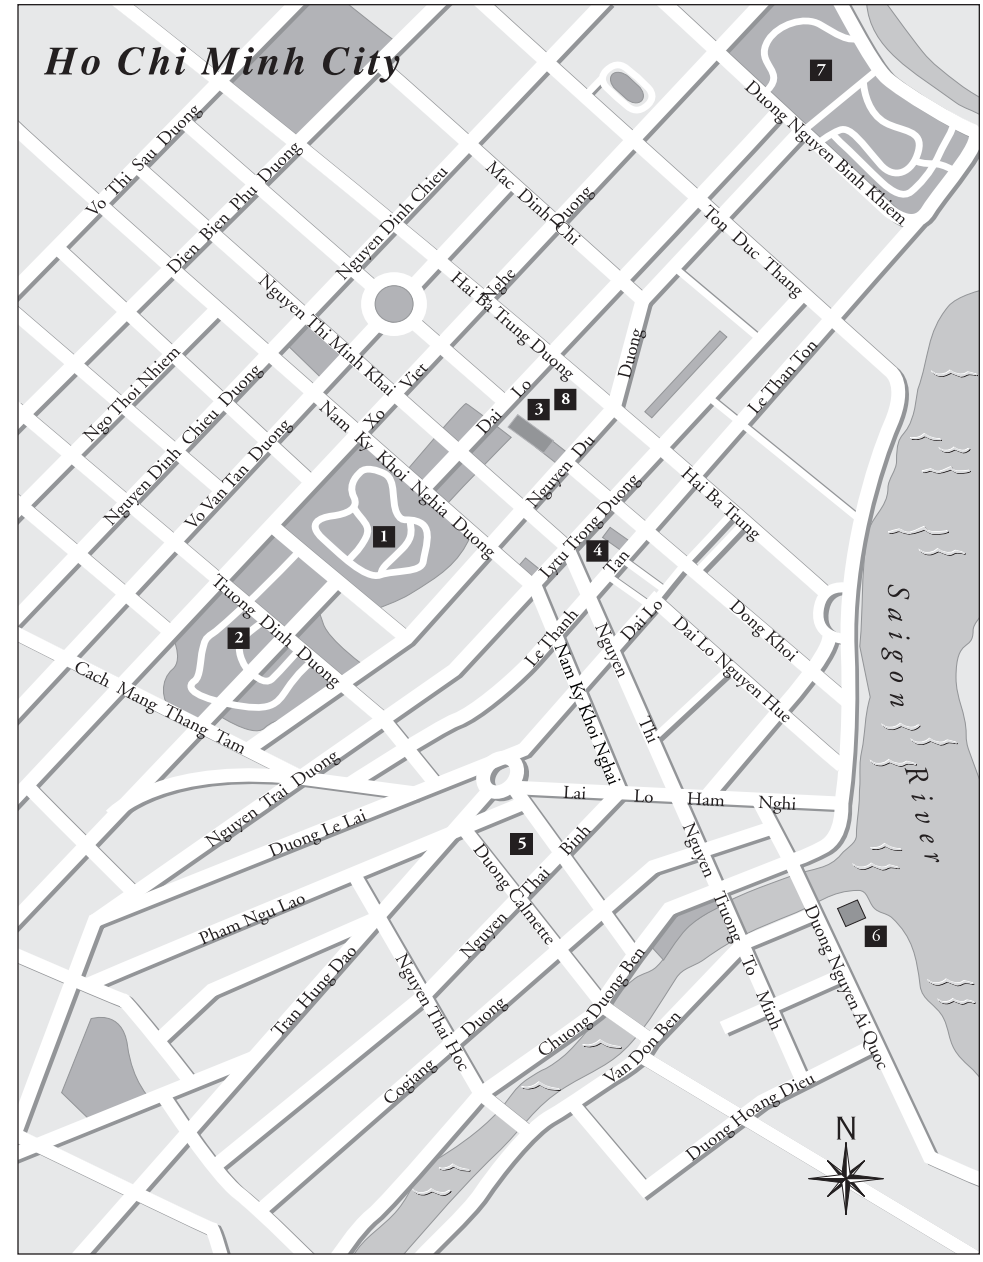 Ho Chi Minh City
7
Duong Nguyen Binh Khiem
Vo Thi Sau Duong
Dien Bien Phu Duong
Nguyen Dinh Chieu
Mac Dinh Chi
Duong
Ton Duc Thang
Nguyen Thi Minh Khai
Hai Ba Trung Duong
Nghe
Viet
Xo
Duong
Le Than Ton
Ngo Thoi Nhiem
Nguyen Dinh Chieu Duong
Vo Van Tan Duong
Nam Ky Khoi Nghia Duong
Dai Lo
3
8
Nguyen Du
Hai Ba Trung
1
Lytu Trong Duong
4
Tan
Truong Dinh Duong
2
Le Thanh
Dai Lo
Dong Khoi
Dai Lo Nguyen Hue
Saigon River
Nam Ky Khoi Nghai
Nguyen Thi
Cach Mang Thang Tam
Nguyen Trai Duong
Duong Le Lai
Lai Lo Ham Nghi
5
Nguyen Thai Binh
Duong Calmette
Nguyen Truong To
Minh
Pham Ngu Lao
6
Duong Nguyen Ai Quoc
Tran Hung Dao
Nguyen Thai Hoc
Chuong Duong Ben
Cogiang Duong
Van Don Ben
Duong Hoang Dieu
N